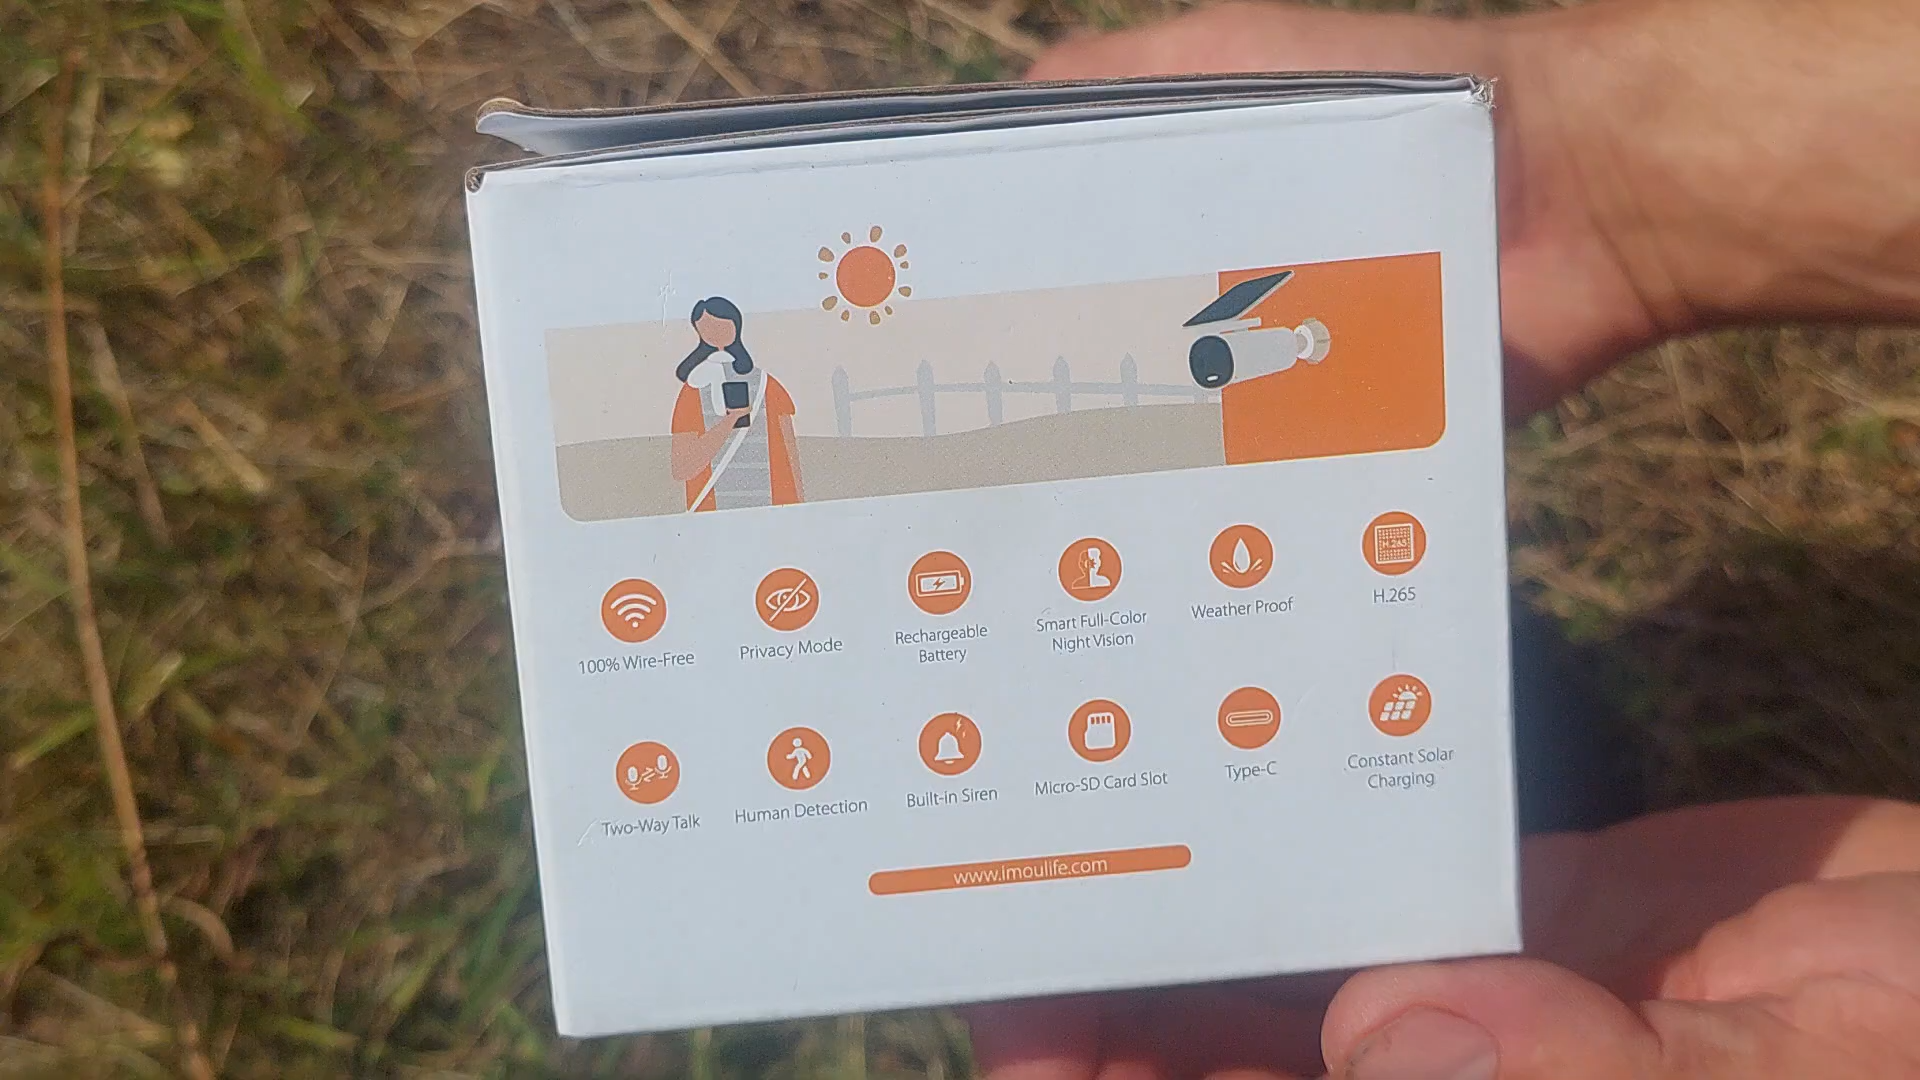 100% Wire-Free
Privacy Mode
Rechargeable
Battery
Smart Full-Color
Night Vision
Weather Proof
H.265
H.265
Two-Way Talk
Human Detection
Built-in Siren
Micro-SD Card Slot
Type-C
Constant Solar
Charging
www.imoulife.com